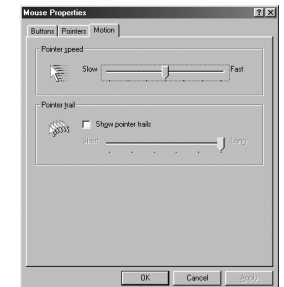 Mouse Properties
Buttons Pointers Motion
Pointer speed
Slow Fast
Pointer trail
Show pointer trails
Short Long
OK Cancel Apply